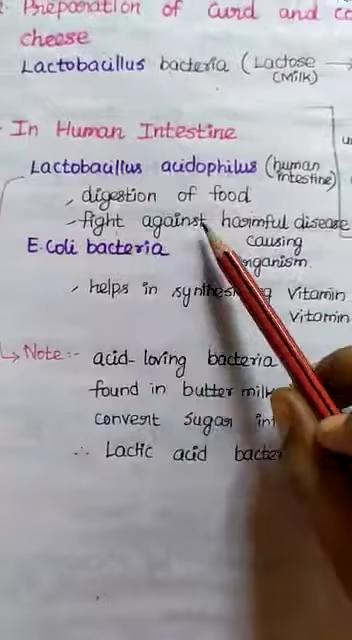 Preparation of curd and
cheese
Lactobacillus bacteria (Lactose →
(Milk)
In Human Intestine
Lactobacillus acidophilus (human
intestine)
, digestion of food
- fight against harmful disease
causing
E.Coli bacteria
, helps in Vitamin
vitamin
↳ Note:- acid-loving bacteria
found in butter milk
convert sugar
∴ Lactic acid